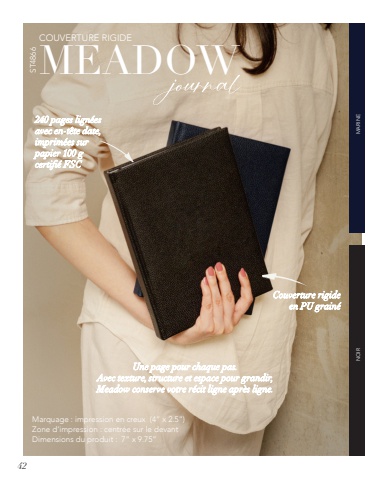 COUVERTURE RIGIDE
ST4866
MEADOW
journal
240 pages lignées
avec en-tête date,
imprimées sur
papier 100 g
certifié FSC
MARINE
Couverture rigide
en PU grainé
NOIR
Une page pour chaque pas.
Avec texture, structure et espace pour grandir,
Meadow conserve votre récit ligne après ligne.
Marquage : impression en creux (4" x 2.5")
Zone d'impression : centrée sur le devant
Dimensions du produit : 7" x 9.75"
42